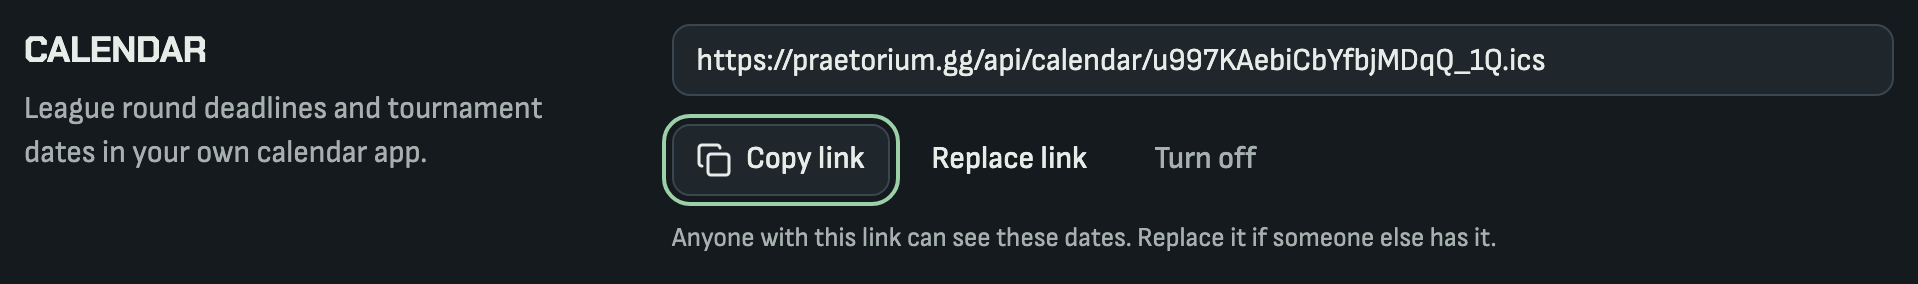 CALENDAR
League round deadlines and tournament
dates in your own calendar app.
https://praetorium.gg/api/calendar/u997KAebiCbYfbjMDqQ_1Q.ics
Copy link
Replace link
Turn off
Anyone with this link can see these dates. Replace it if someone else has it.